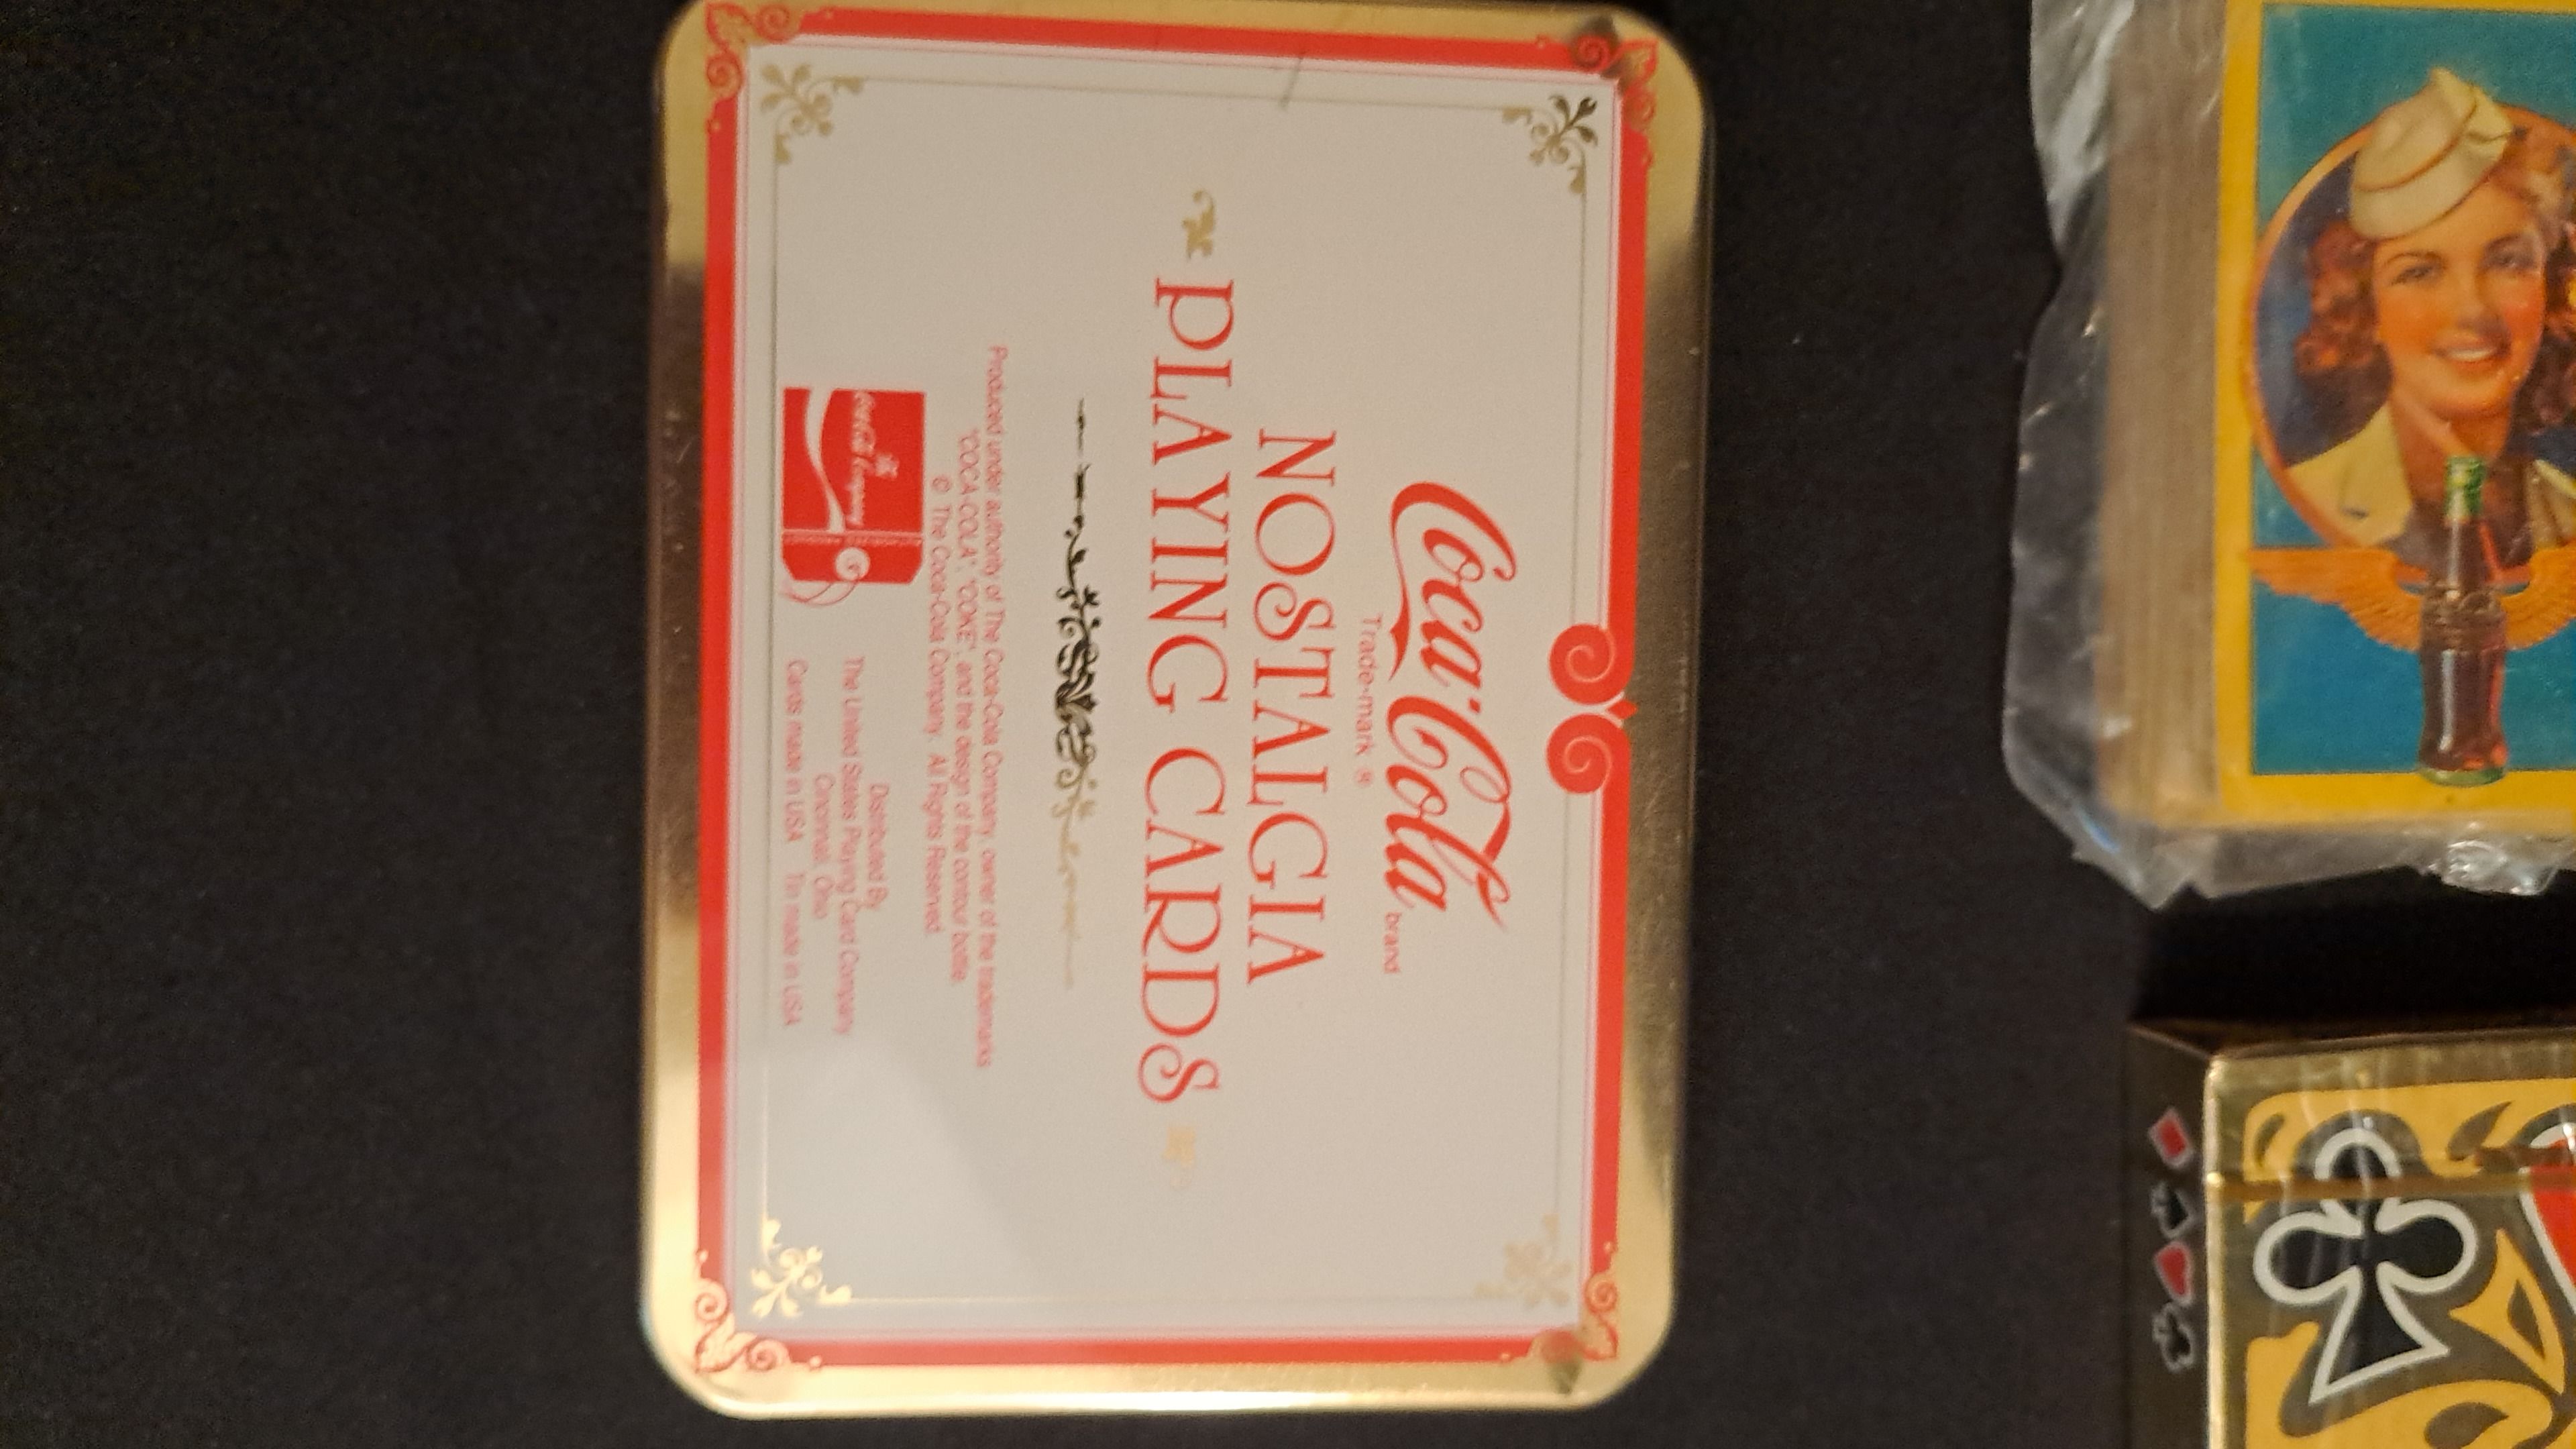 Coca-Cola brand
Trade-mark ®
NOSTALGIA
PLAYING CARDS
Produced under authority of The Coca-Cola Company, owner of the trademarks
"COCA-COLA", "COKE", and the design of the contour bottle.
© The Coca-Cola Company. All Rights Reserved.
Distributed By
The United States Playing Card Company
Cincinnati, Ohio
Cards made in USA Tin made in USA